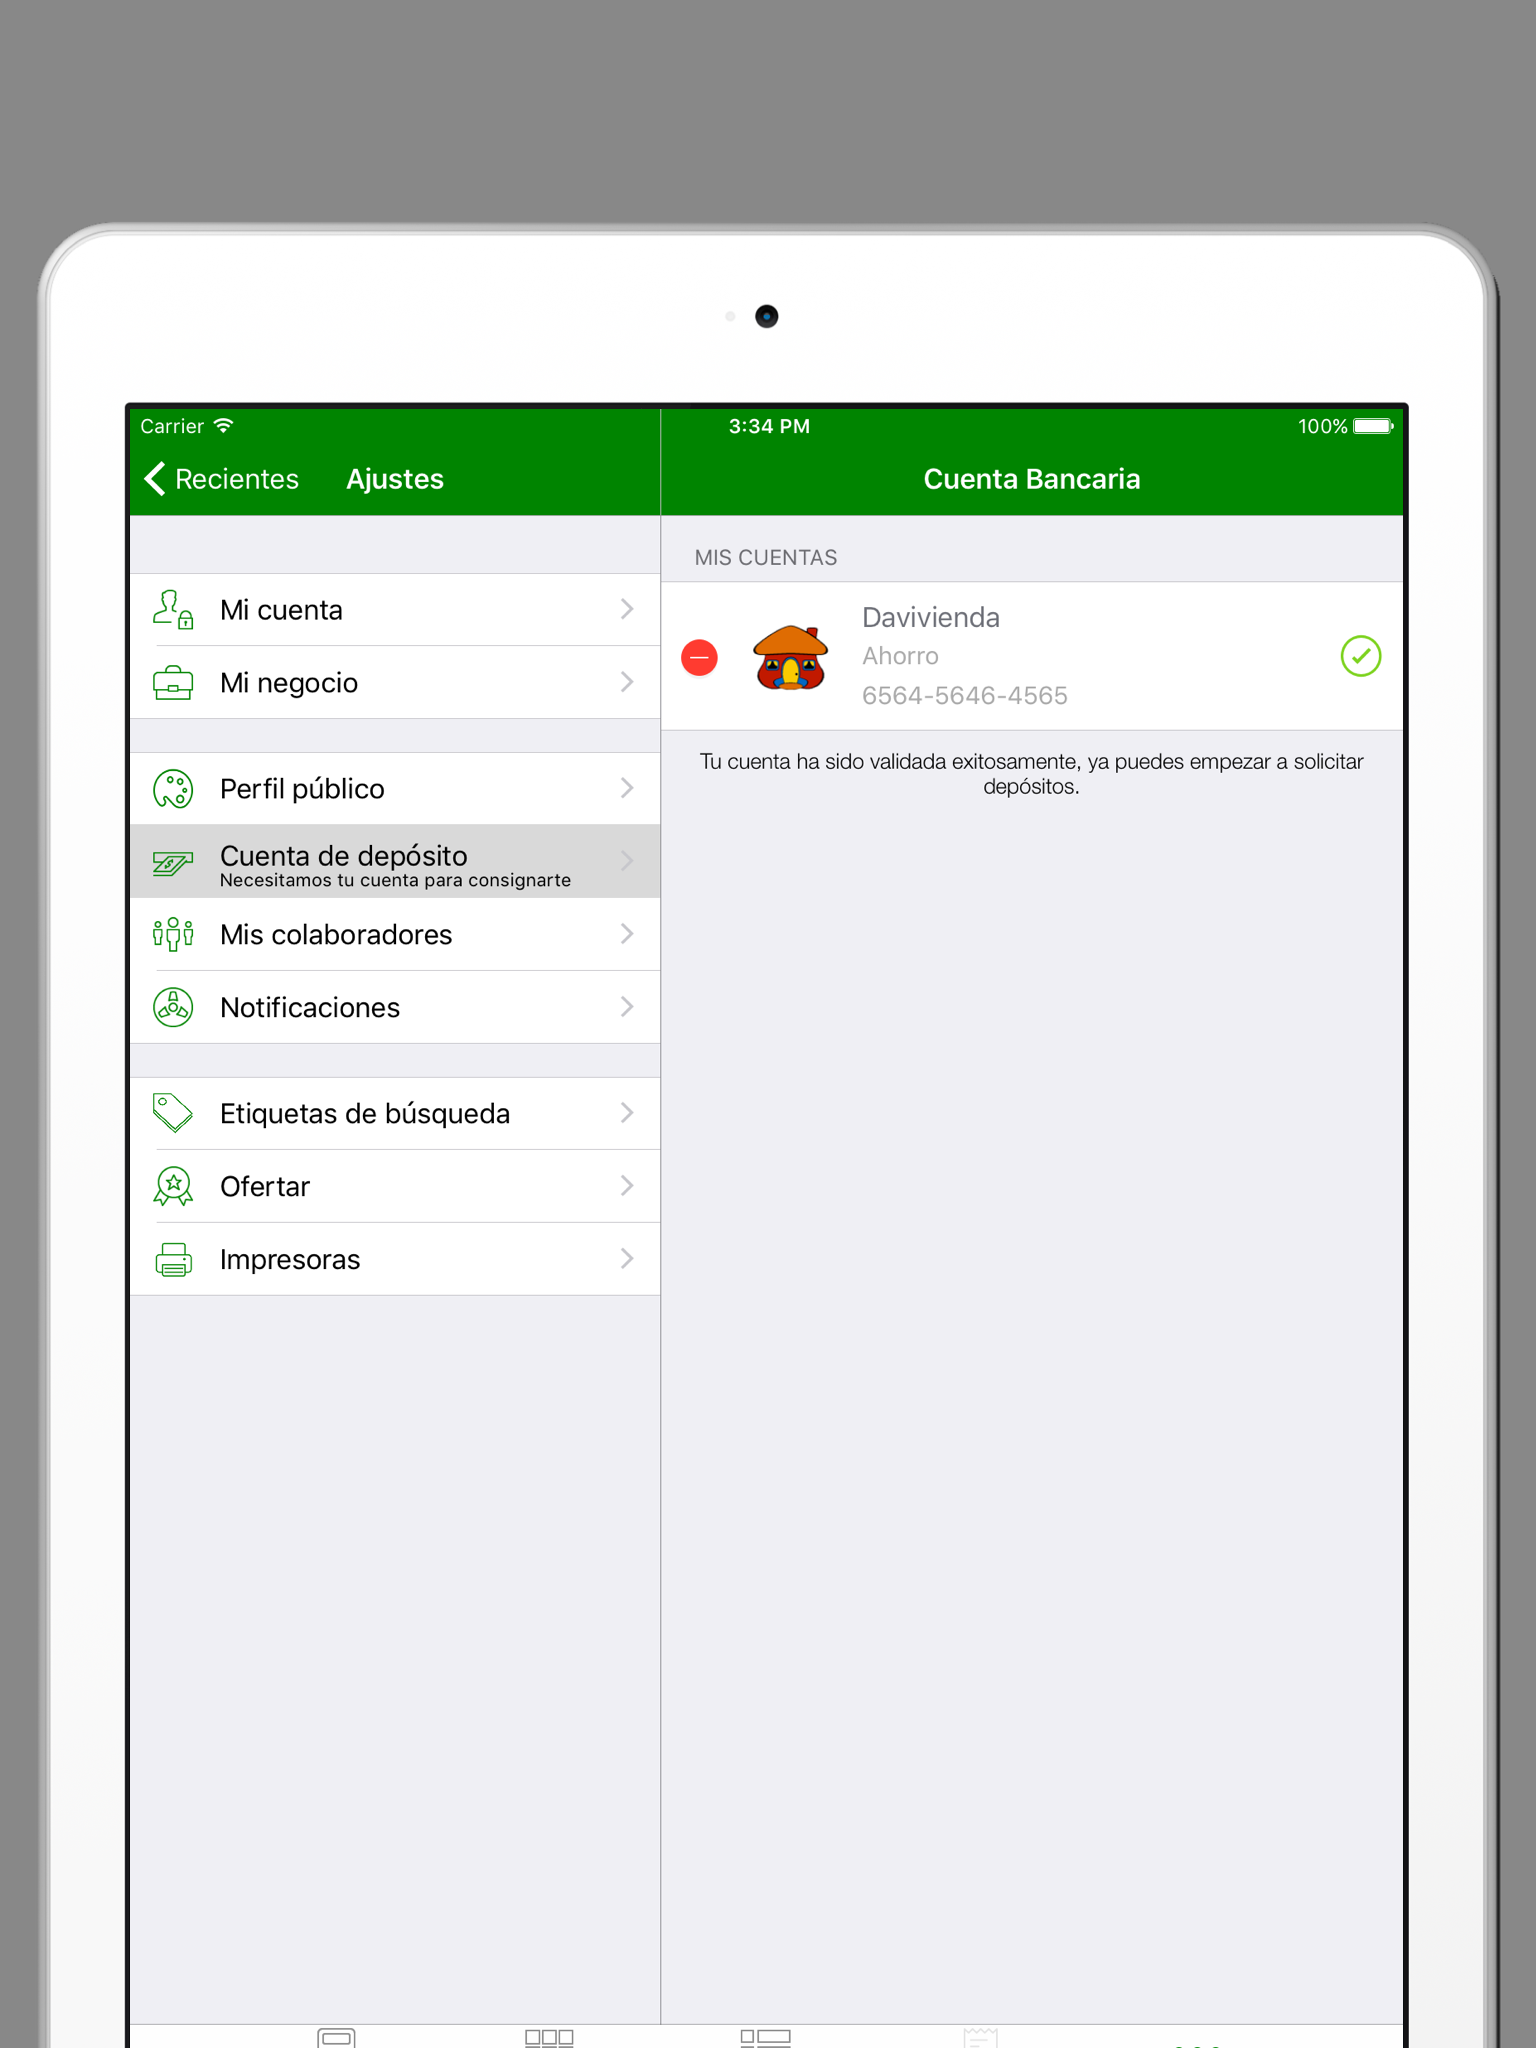 Carrier
3:34 PM
100%
Recientes
Ajustes
Cuenta Bancaria
Mi cuenta
Mi negocio
Perfil público
Cuenta de depósito
Necesitamos tu cuenta para consignarte
Mis colaboradores
Notificaciones
Etiquetas de búsqueda
Ofertar
Impresoras
MIS CUENTAS
Davivienda
Ahorro
6564-5646-4565
Tu cuenta ha sido validada exitosamente, ya puedes empezar a solicitar
depósitos.